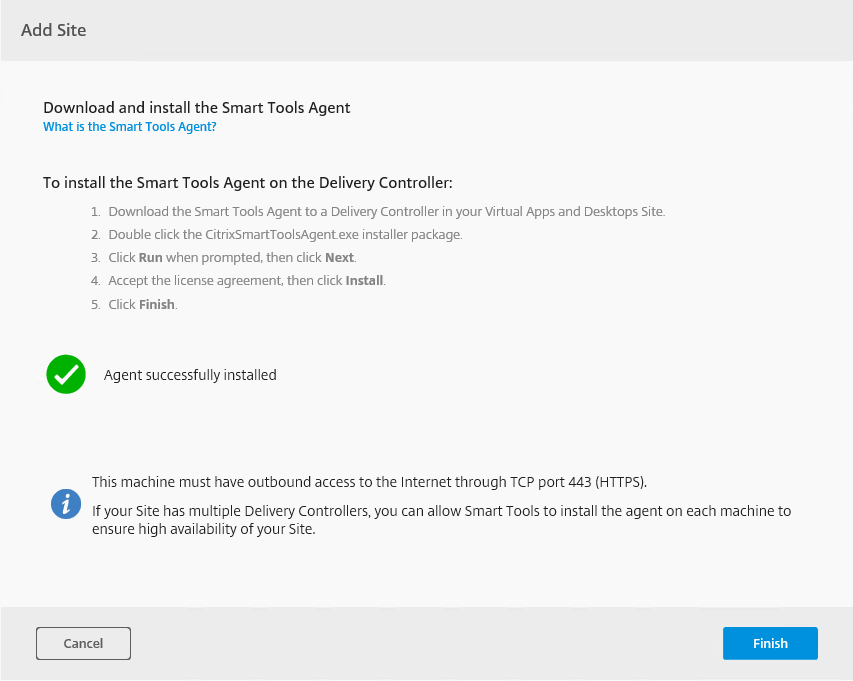 Add Site
Download and install the Smart Tools Agent
What is the Smart Tools Agent?
To install the Smart Tools Agent on the Delivery Controller:
1. Download the Smart Tools Agent to a Delivery Controller in your Virtual Apps and Desktops Site.
2. Double click the CitrixSmartToolsAgent.exe installer package.
3. Click Run when prompted, then click Next.
4. Accept the license agreement, then click Install.
5. Click Finish.
Agent successfully installed
This machine must have outbound access to the Internet through TCP port 443 (HTTPS).
If your Site has multiple Delivery Controllers, you can allow Smart Tools to install the agent on each machine to
ensure high availability of your Site.
Cancel
Finish